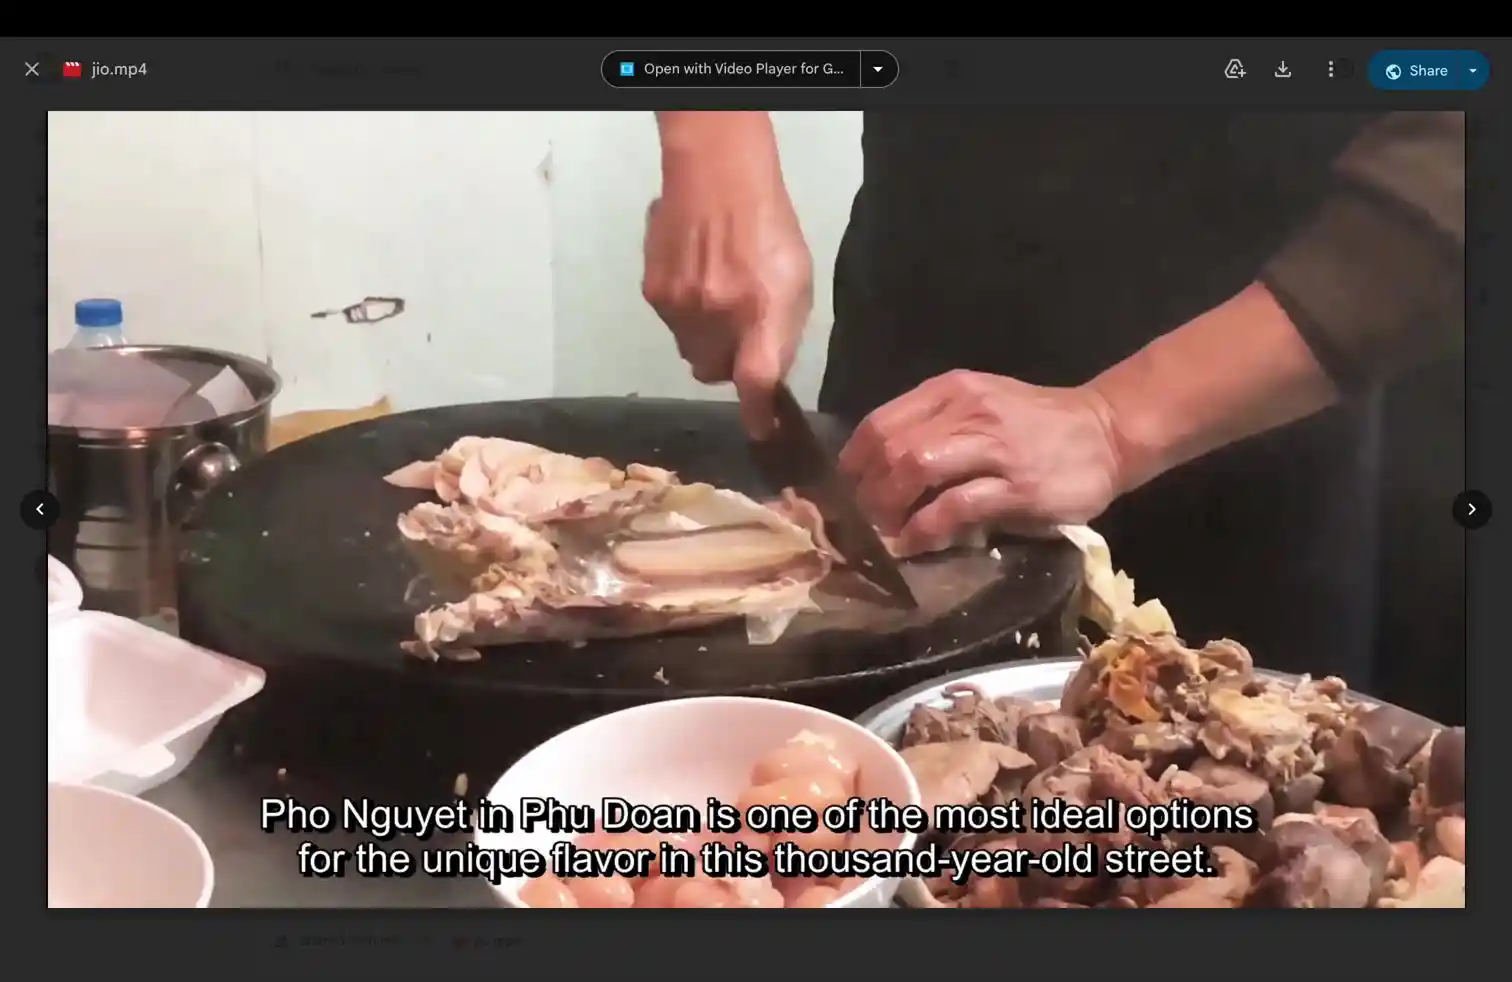 jio.mp4
Open with Video Player for G...
Share
Pho Nguyet in Phu Doan is one of the most ideal options
for the unique flavor in this thousand-year-old street.